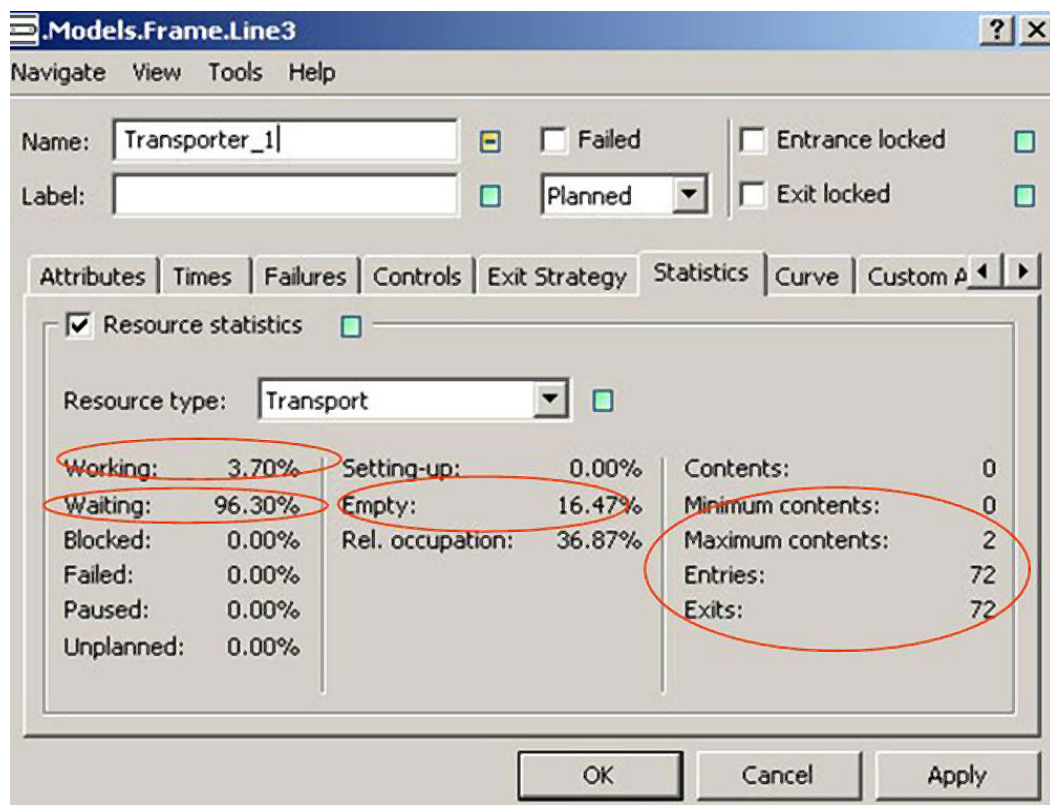 .Models.Frame.Line3
Navigate View Tools Help
Name: Transporter_1 Failed Entrance locked
Label: Planned Exit locked
Attributes Times Failures Controls Exit Strategy Statistics Curve Custom A
Resource statistics
Resource type: Transport
Working: 3.70% Setting-up: 0.00% Contents: 0
Waiting: 96.30% Empty: 16.47% Minimum contents: 0
Blocked: 0.00% Rel. occupation: 36.87% Maximum contents: 2
Failed: 0.00% Entries: 72
Paused: 0.00% Exits: 72
Unplanned: 0.00%
OK Cancel Apply